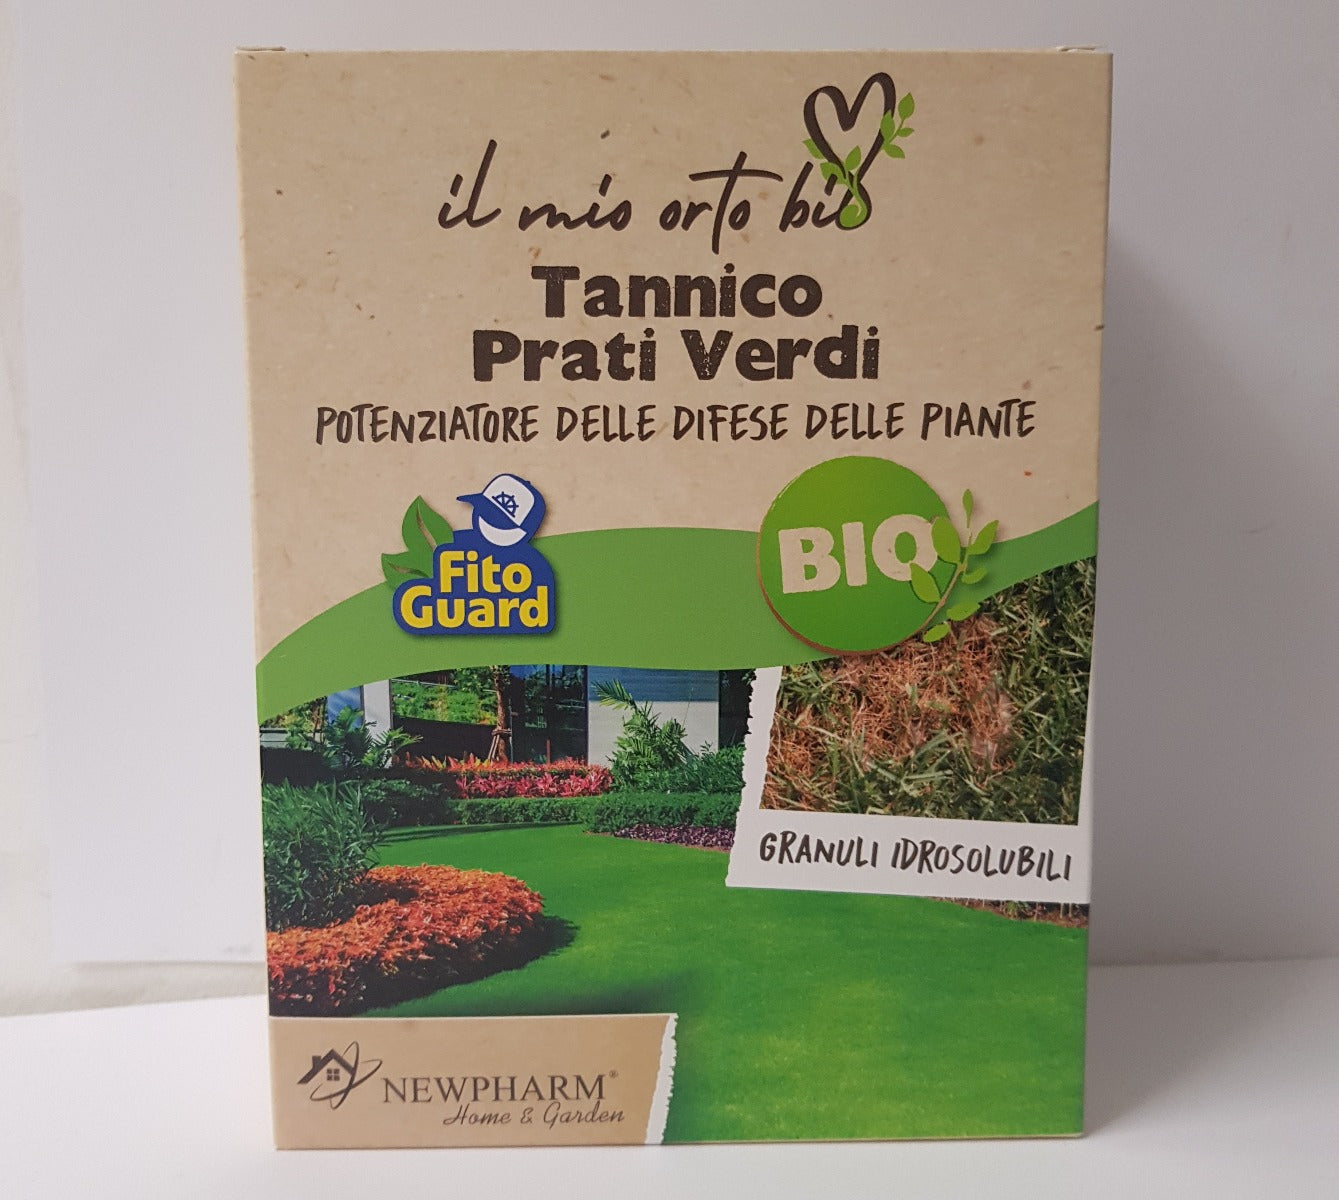 il mio orto bio
Tannico
Prati Verdi
POTENZIATORE DELLE DIFESE DELLE PIANTE
Fito
Guard
BIO
GRANULI IDROSOLUBILI
NEWPHARM®
Home & Garden